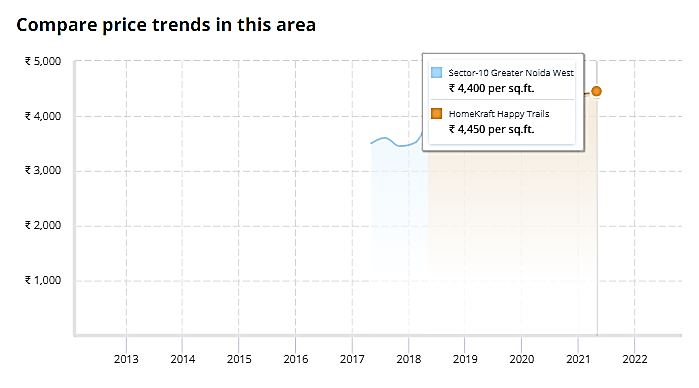 Compare price trends in this area
₹ 5,000
Sector-10 Greater Noida West
₹ 4,400 per sq.ft.
HomeKraft Happy Trails
₹ 4,450 per sq.ft.
₹ 4,000
₹ 3,000
₹ 2,000
₹ 1,000
2013 2014 2015 2016 2017 2018 2019 2020 2021 2022